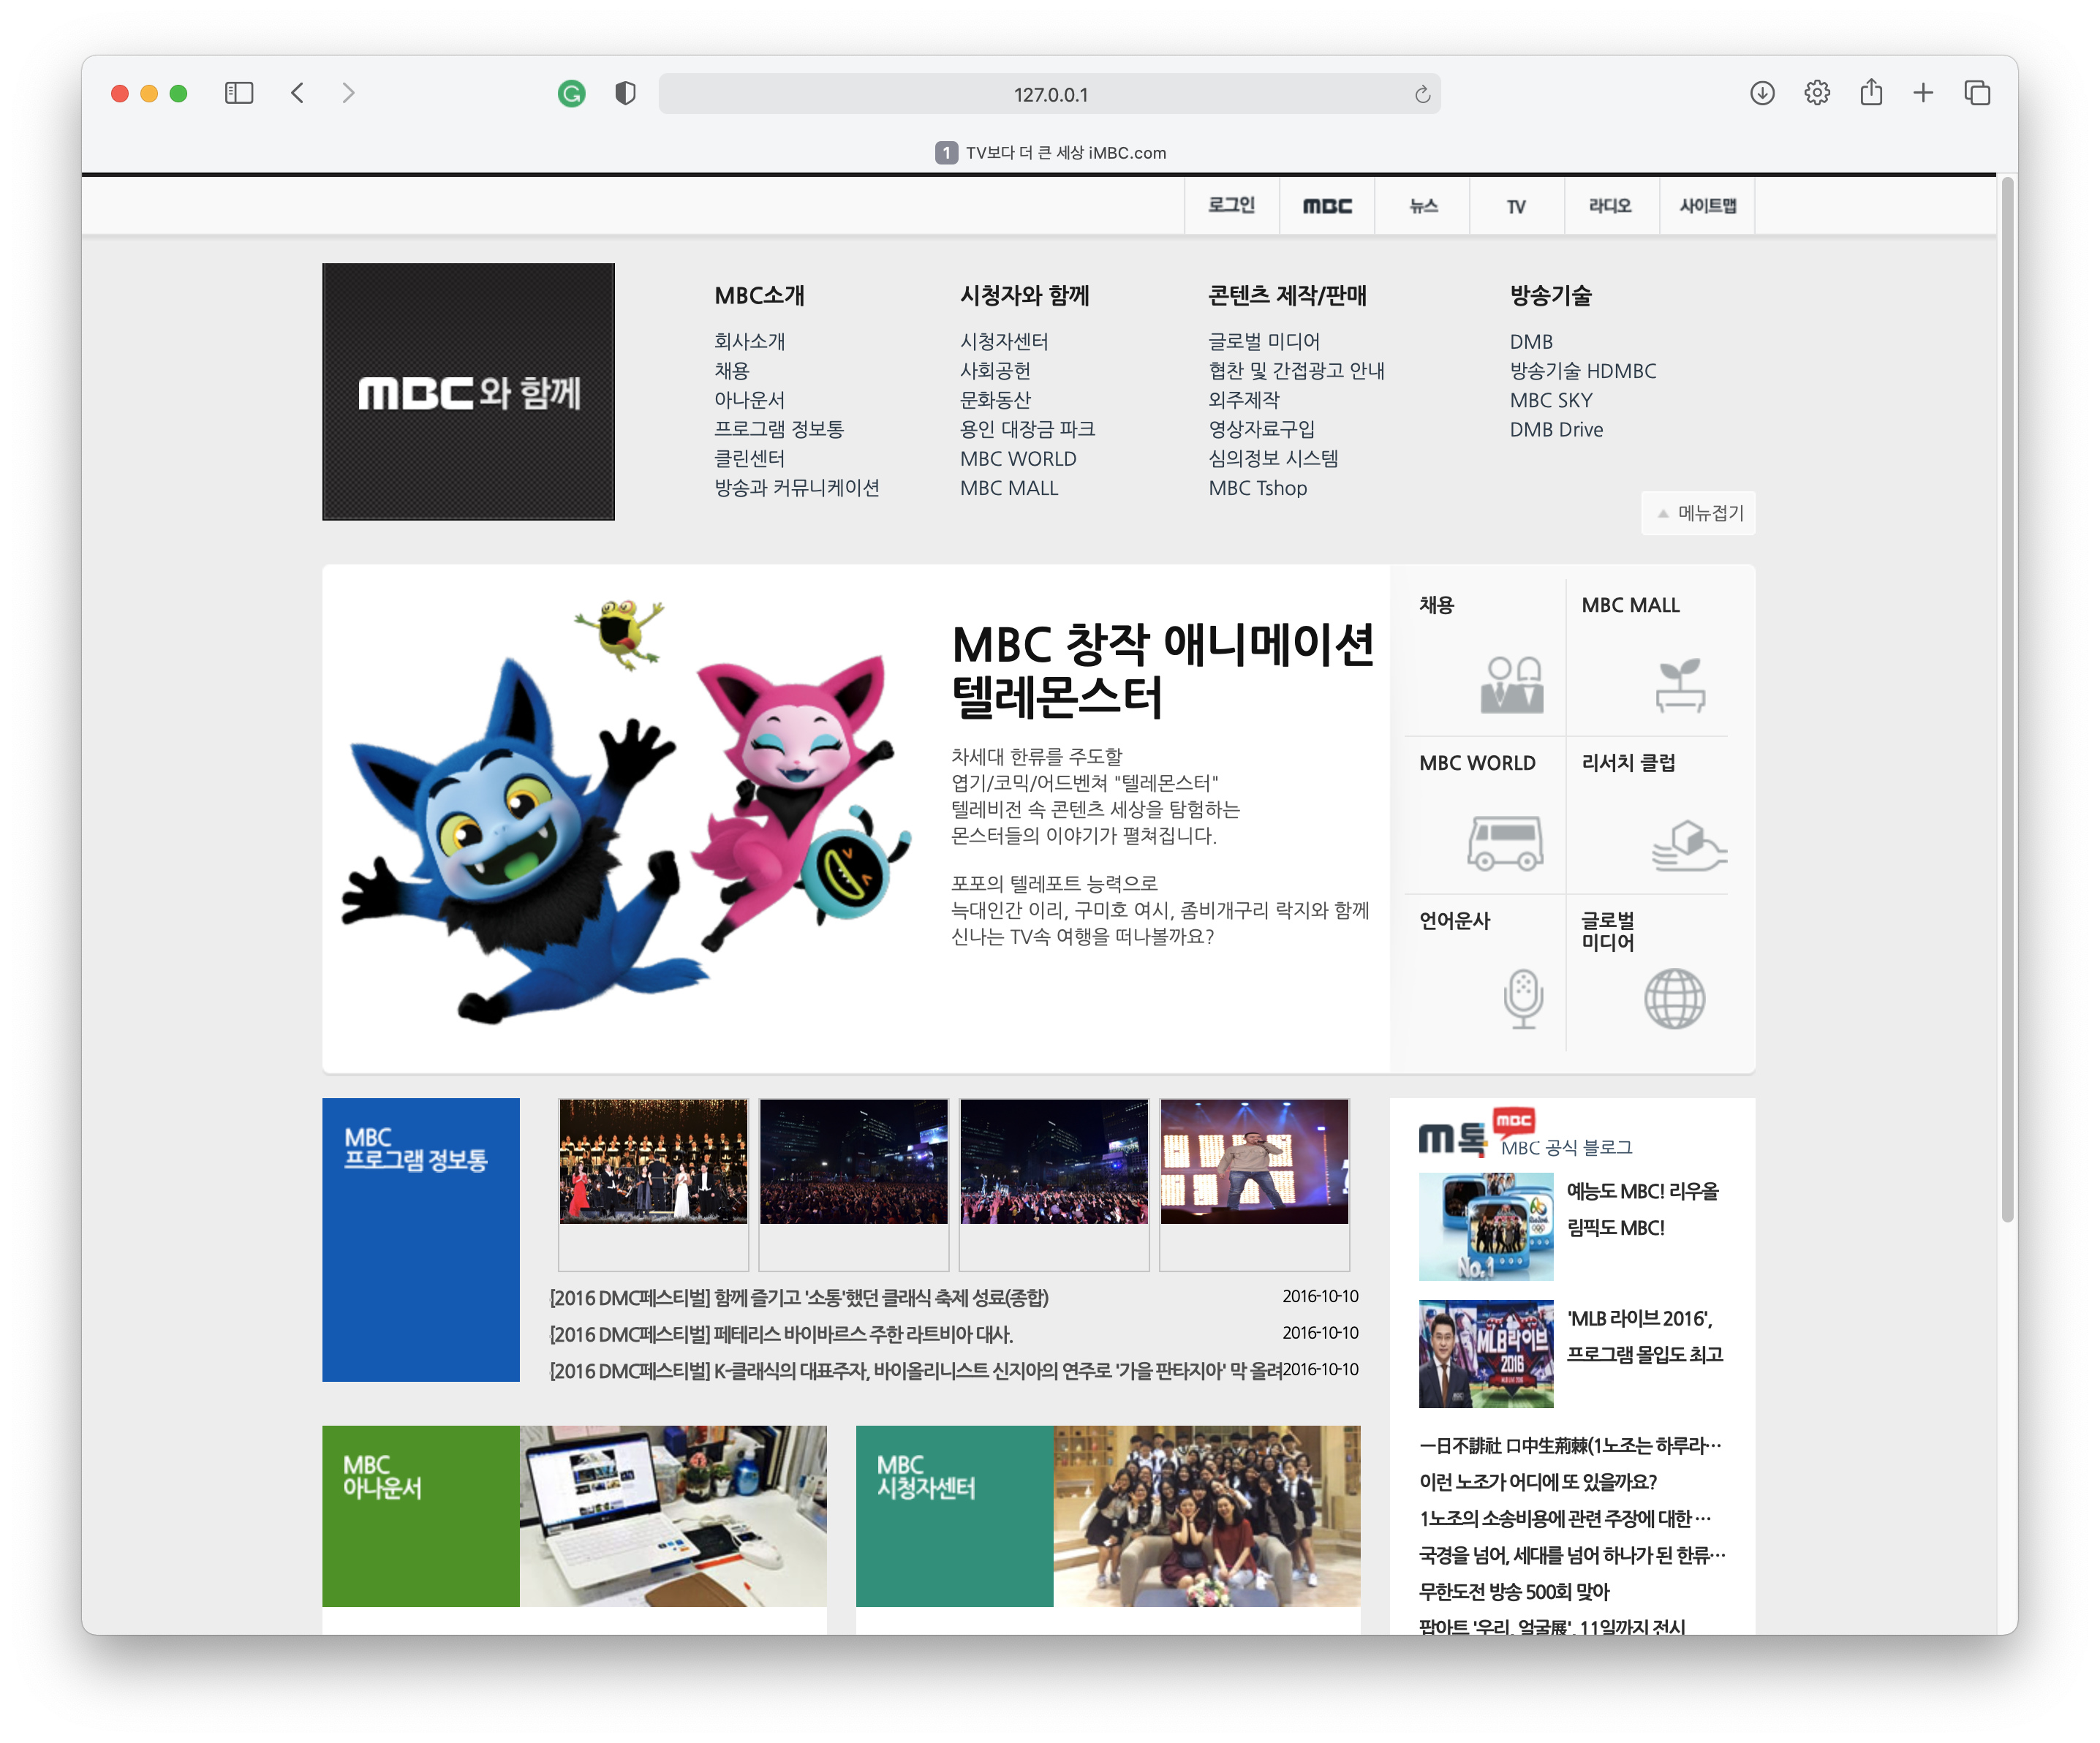 127.0.0.1
1 TV보다 더 큰 세상 iMBC.com
로그인 MBC 뉴스 TV 라디오 사이트맵
MBC와 함께
MBC소개
회사소개
채용
아나운서
프로그램 정보통
클린센터
방송과 커뮤니케이션
시청자와 함께
시청자센터
사회공헌
문화동산
용인 대장금 파크
MBC WORLD
MBC MALL
콘텐츠 제작/판매
글로벌 미디어
협찬 및 간접광고 안내
외주제작
영상자료구입
심의정보 시스템
MBC Tshop
방송기술
DMB
방송기술 HDMBC
MBC SKY
DMB Drive
메뉴접기
MBC 창작 애니메이션
텔레몬스터
차세대 한류를 주도할
엽기/코믹/어드벤쳐 "텔레몬스터"
텔레비전 속 콘텐츠 세상을 탐험하는
몬스터들의 이야기가 펼쳐집니다.
포포의 텔레포트 능력으로
늑대인간 이리, 구미호 여시, 좀비개구리 락지와 함께
신나는 TV속 여행을 떠나볼까요?
채용
MBC MALL
MBC WORLD
리서치 클럽
언어운사
글로벌
미디어
MBC
프로그램 정보통
[2016 DMC페스티벌] 함께 즐기고 '소통'했던 클래식 축제 성료(종합) 2016-10-10
[2016 DMC페스티벌] 페테리스 바이바르스 주한 라트비아 대사. 2016-10-10
[2016 DMC페스티벌] K-클래식의 대표주자, 바이올리니스트 신지아의 연주로 '가을 판타지아' 막 올려 2016-10-10
m톡 MBC
MBC 공식 블로그
No.1
예능도 MBC! 리우올
림픽도 MBC!
MLB라이브
2016
'MLB 라이브 2016',
프로그램 몰입도 최고
一日不誹社 口中生荊棘(1노조는 하루라…
이런 노조가 어디에 또 있을까요?
1노조의 소송비용에 관련 주장에 대한 …
국경을 넘어, 세대를 넘어 하나가 된 한류…
무한도전 방송 500회 맞아
팝아트 '우리, 얼굴展', 11일까지 전시
MBC
아나운서
MBC
시청자센터